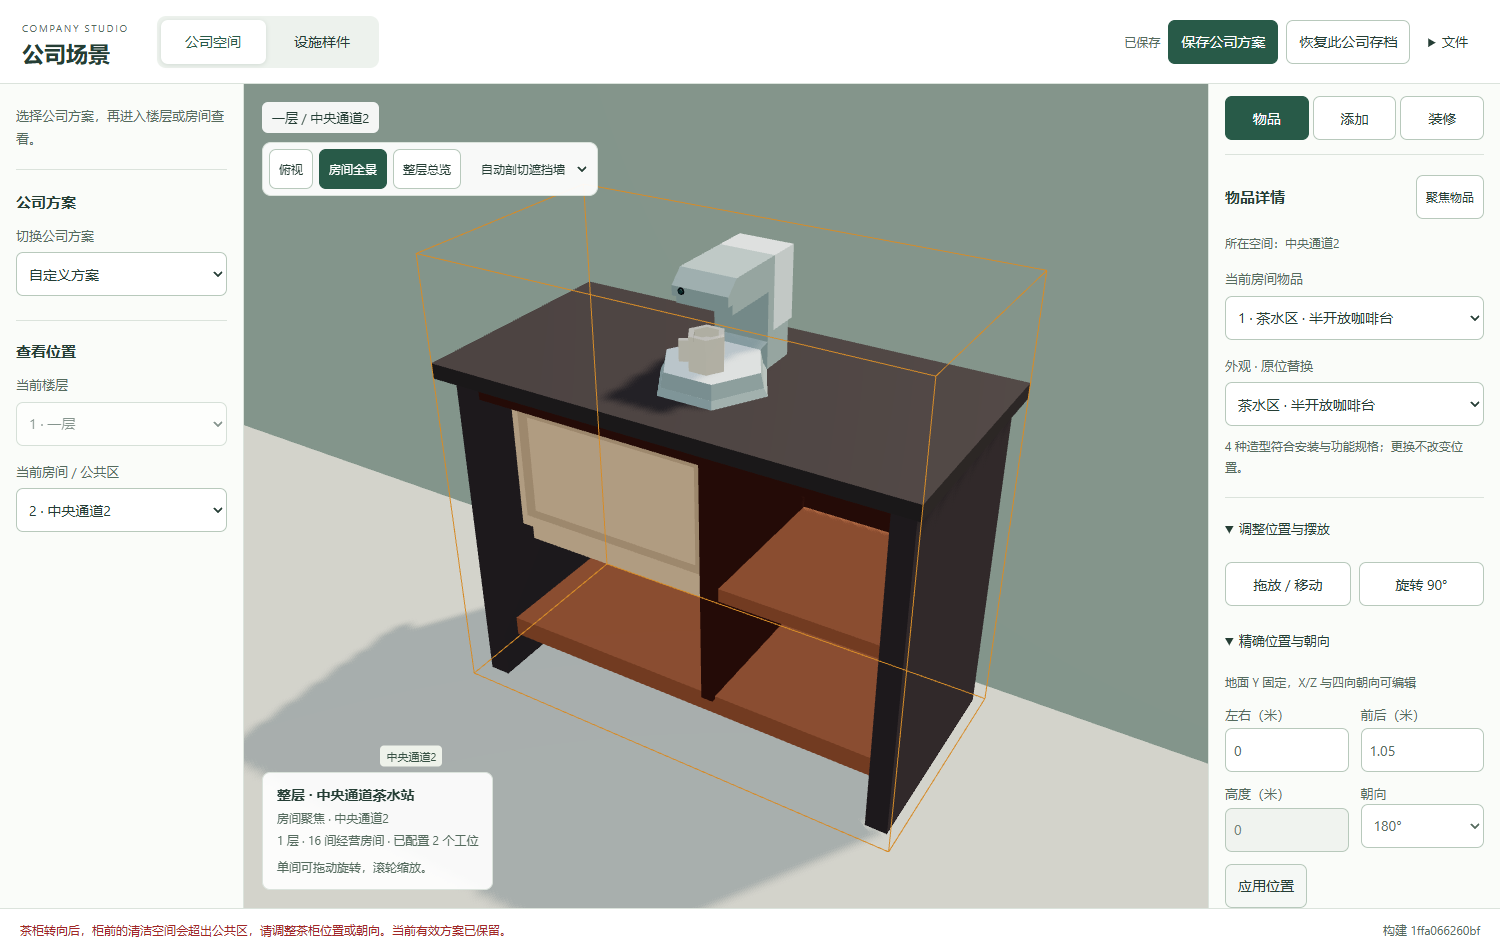 COMPANY STUDIO
公司场景
公司空间
设施样件
已保存
保存公司方案
恢复此公司存档
▶ 文件
选择公司方案，再进入楼层或房间查
看。
公司方案
切换公司方案
自定义方案
查看位置
当前楼层
1 · 一层
当前房间 / 公共区
2 · 中央通道2
一层 / 中央通道2
俯视
房间全景
整层总览
自动剖切遮挡墙
中央通道2
整层 · 中央通道茶水站
房间聚焦 · 中央通道2
1 层 · 16 间经营房间 · 已配置 2 个工位
单间可拖动旋转，滚轮缩放。
物品
添加
装修
物品详情
聚焦物品
所在空间：中央通道2
当前房间物品
1 · 茶水区 · 半开放咖啡台
外观 · 原位替换
茶水区 · 半开放咖啡台
4 种造型符合安装与功能规格；更换不改变位
置。
▼ 调整位置与摆放
拖放 / 移动
旋转 90°
▼ 精确位置与朝向
地面 Y 固定，X/Z 与四向朝向可编辑
左右（米）
前后（米）
0
1.05
高度（米）
朝向
0
180°
应用位置
茶柜转向后，柜前的清洁空间会超出公共区，请调整茶柜位置或朝向。当前有效方案已保留。
构建 1ffa066260bf